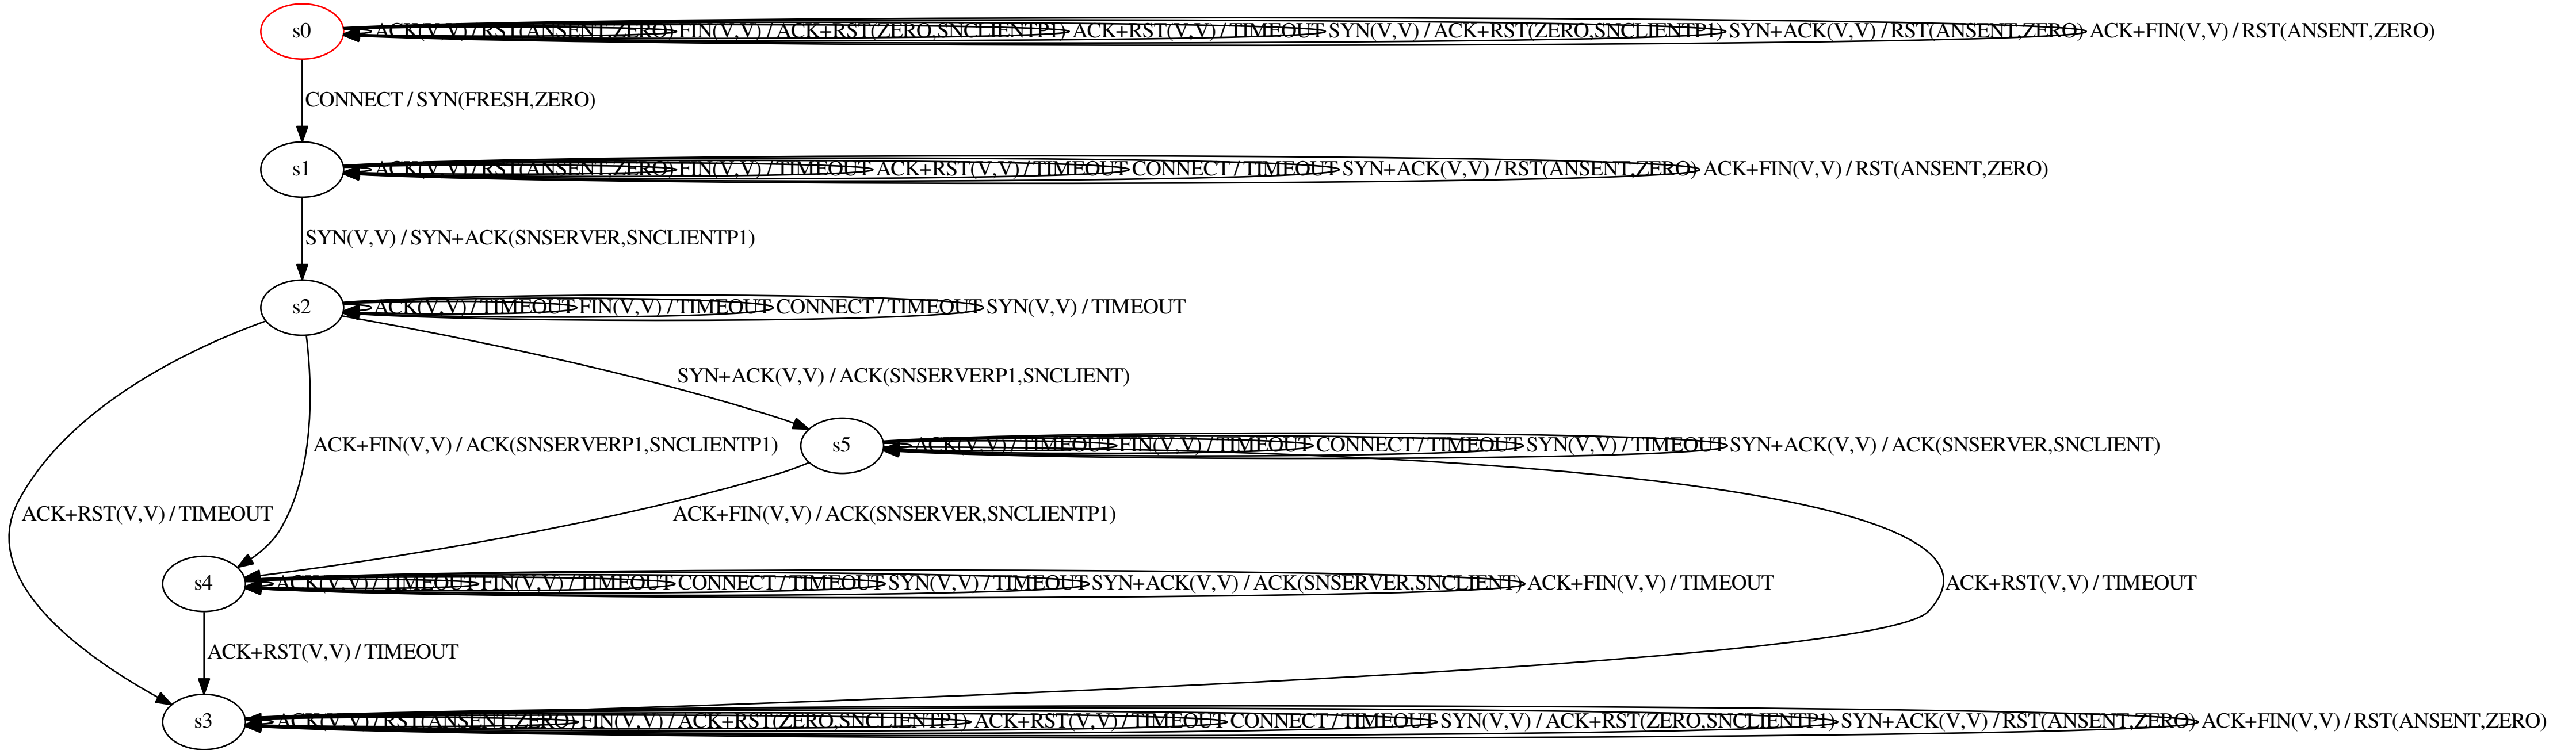 s0 ACK(V,V) / RST(ANSENT,ZERO) FIN(V,V) / ACK+RST(ZERO,SNCLIENTP1) ACK+RST(V,V) / TIMEOUT SYN(V,V) / ACK+RST(ZERO,SNCLIENTP1) SYN+ACK(V,V) / RST(ANSENT,ZERO) ACK+FIN(V,V) / RST(ANSENT,ZERO)
CONNECT / SYN(FRESH,ZERO)
s1 ACK(V,V) / RST(ANSENT,ZERO) FIN(V,V) / TIMEOUT ACK+RST(V,V) / TIMEOUT CONNECT / TIMEOUT SYN+ACK(V,V) / RST(ANSENT,ZERO) ACK+FIN(V,V) / RST(ANSENT,ZERO)
SYN(V,V) / SYN+ACK(SNSERVER,SNCLIENTP1)
s2 ACK(V,V) / TIMEOUT FIN(V,V) / TIMEOUT CONNECT / TIMEOUT SYN(V,V) / TIMEOUT
SYN+ACK(V,V) / ACK(SNSERVERP1,SNCLIENT)
ACK+FIN(V,V) / ACK(SNSERVERP1,SNCLIENTP1) s5 ACK(V,V) / TIMEOUT FIN(V,V) / TIMEOUT CONNECT / TIMEOUT SYN(V,V) / TIMEOUT SYN+ACK(V,V) / ACK(SNSERVER,SNCLIENT)
ACK+RST(V,V) / TIMEOUT ACK+FIN(V,V) / ACK(SNSERVER,SNCLIENTP1)
s4 ACK(V,V) / TIMEOUT FIN(V,V) / TIMEOUT CONNECT / TIMEOUT SYN(V,V) / TIMEOUT SYN+ACK(V,V) / ACK(SNSERVER,SNCLIENT) ACK+FIN(V,V) / TIMEOUT ACK+RST(V,V) / TIMEOUT
ACK+RST(V,V) / TIMEOUT
s3 ACK(V,V) / RST(ANSENT,ZERO) FIN(V,V) / ACK+RST(ZERO,SNCLIENTP1) ACK+RST(V,V) / TIMEOUT CONNECT / TIMEOUT SYN(V,V) / ACK+RST(ZERO,SNCLIENTP1) SYN+ACK(V,V) / RST(ANSENT,ZERO) ACK+FIN(V,V) / RST(ANSENT,ZERO)